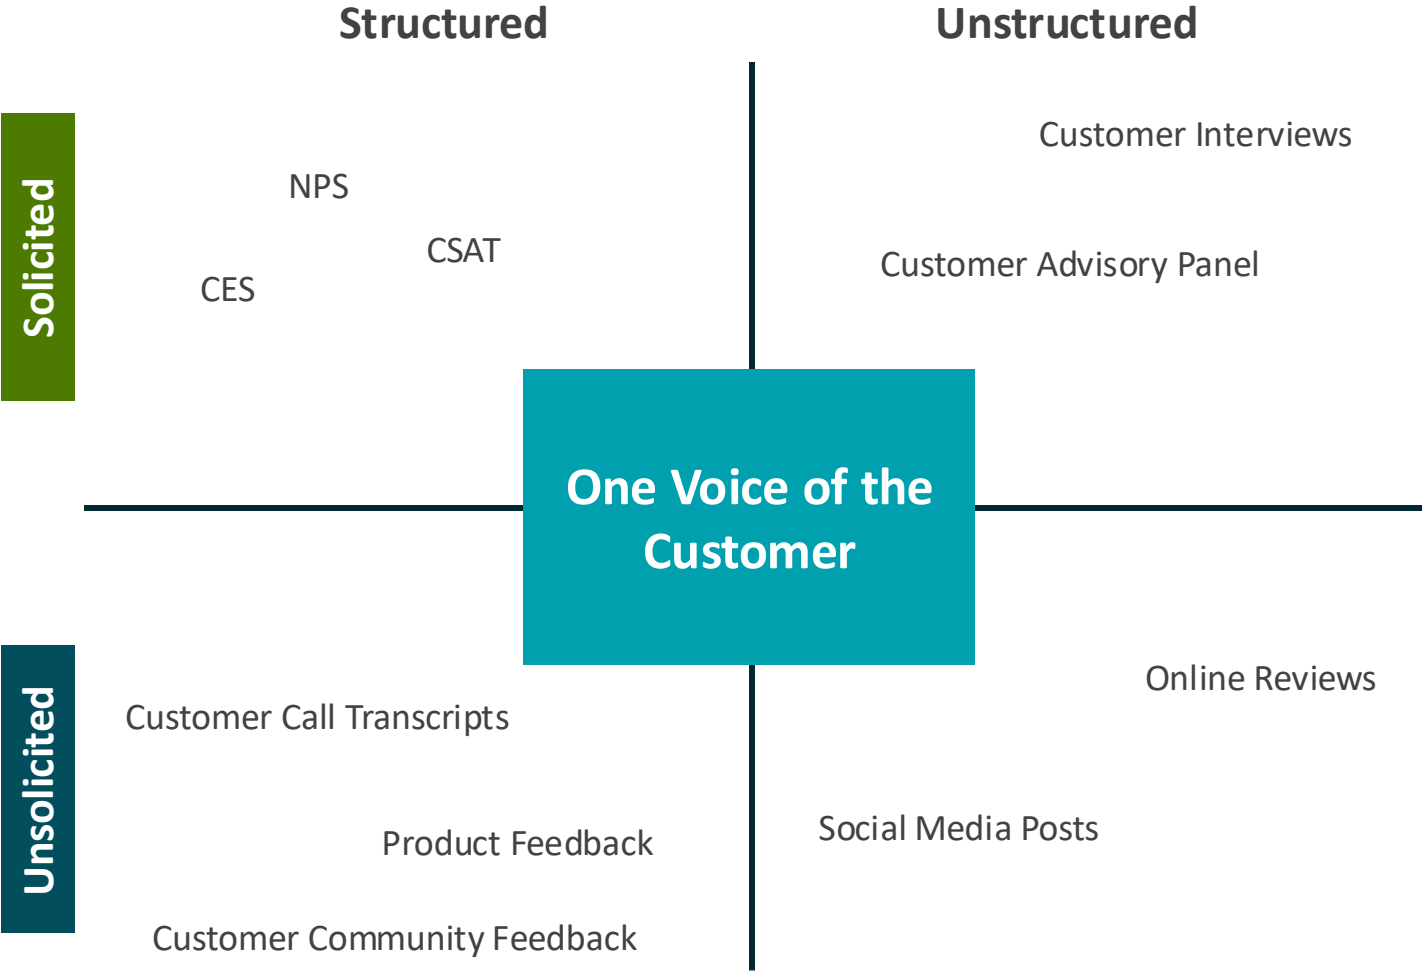 Structured
Unstructured
Solicited
NPS
CSAT
CES
Customer Interviews
Customer Advisory Panel
One Voice of the
Customer
Unsolicited
Customer Call Transcripts
Product Feedback
Customer Community Feedback
Online Reviews
Social Media Posts